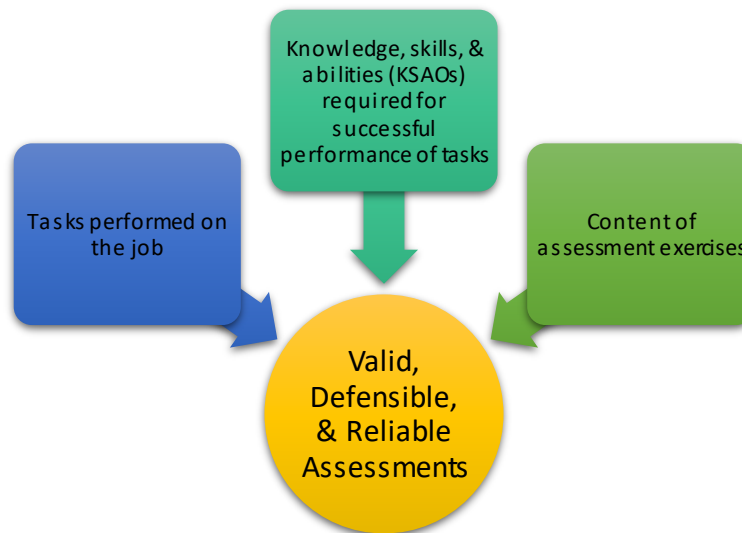 Knowledge, skills, &
abilities (KSAOs)
required for
successful
performance of tasks
Tasks performed on
the job
Content of
assessment exercises
Valid,
Defensible,
& Reliable
Assessments